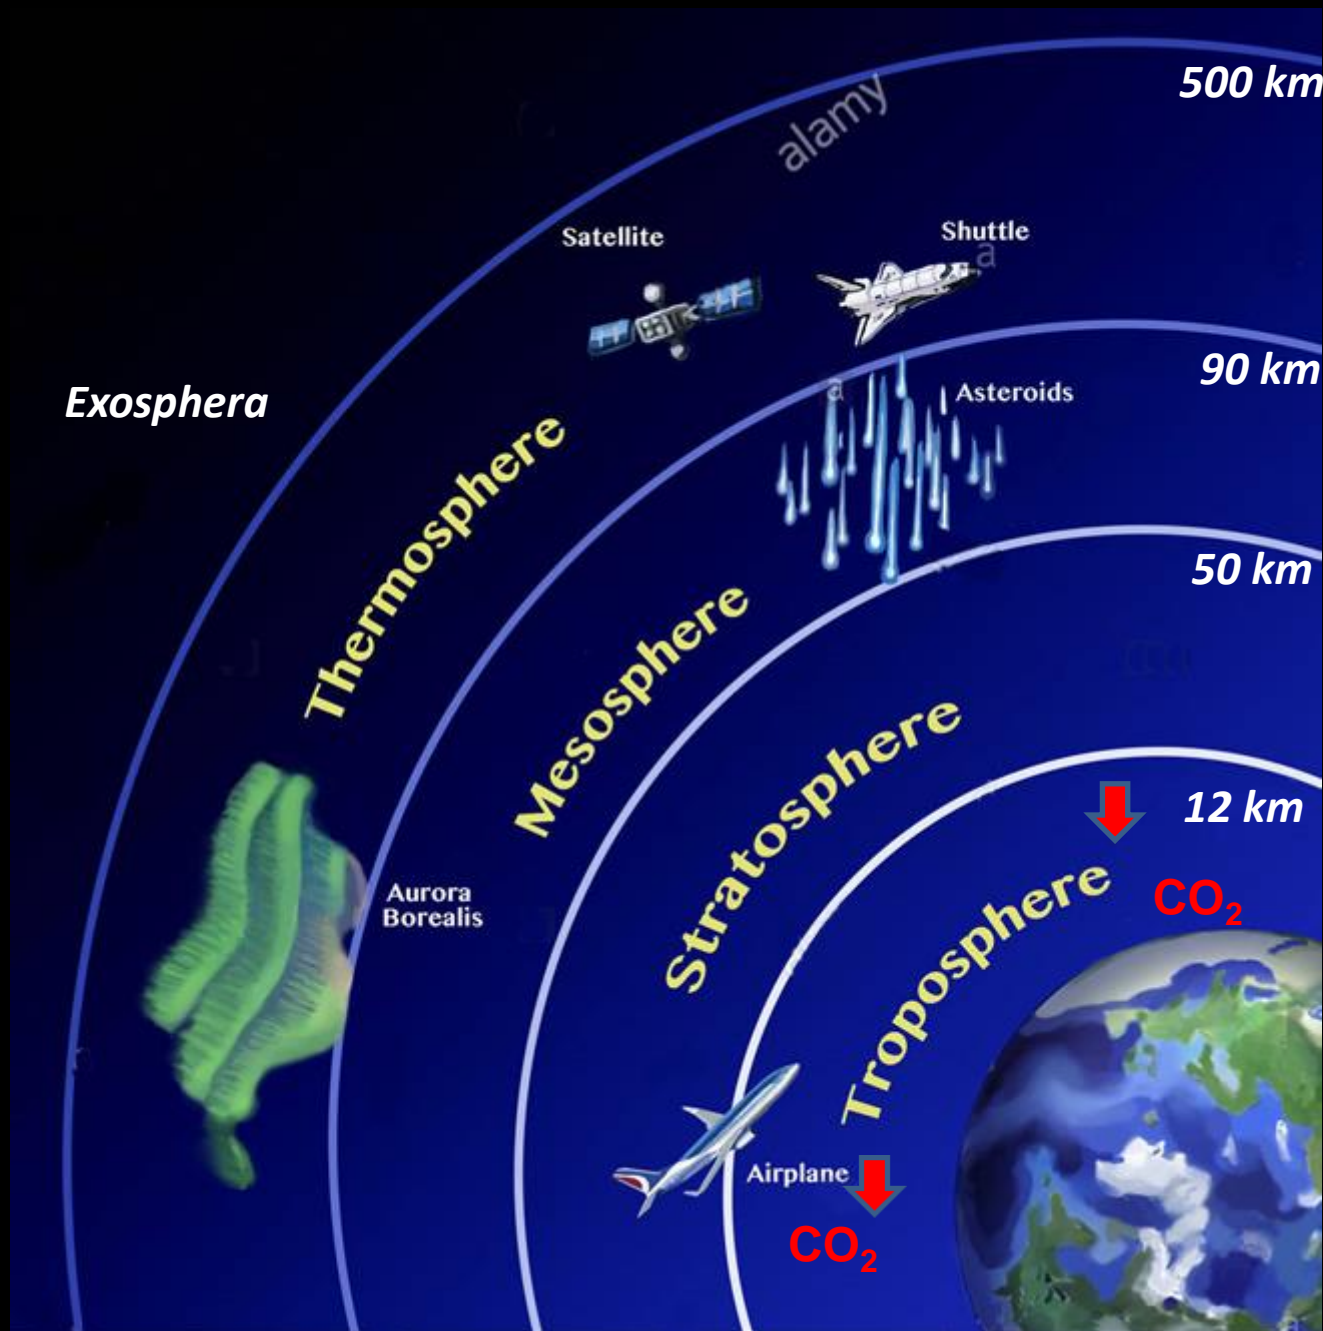 500 km
alamy
Satellite
Shuttle
a
90 km
Exosphera
a
Asteroids
Thermosphere
50 km
Mesosphere
Stratosphere
12 km
Troposphere
CO₂
Aurora
Borealis
Airplane
CO₂
a